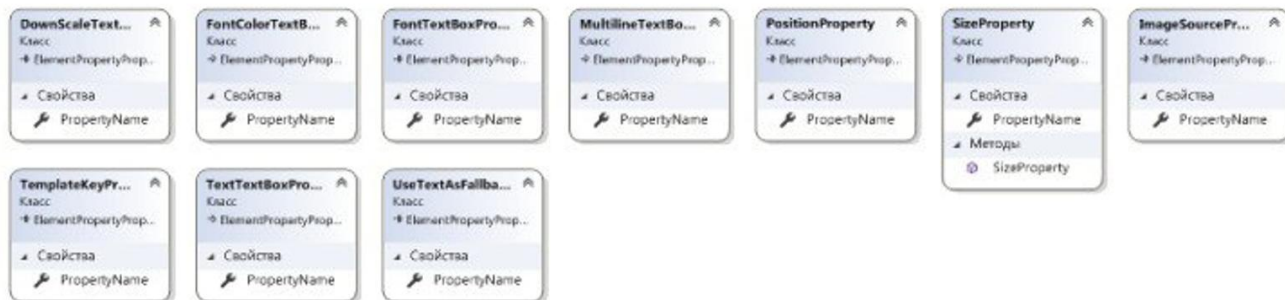 DownScaleText...
Класс
ElementPropertyProp...
Свойства
PropertyName
FontColorTextB...
Класс
ElementPropertyProp...
Свойства
PropertyName
FontTextBoxPro...
Класс
ElementPropertyProp...
Свойства
PropertyName
MultilineTextBo...
Класс
ElementPropertyProp...
Свойства
PropertyName
PositionProperty
Класс
ElementPropertyProp...
Свойства
PropertyName
SizeProperty
Класс
ElementPropertyProp...
Свойства
PropertyName
Методы
SizeProperty
ImageSourcePr...
Класс
ElementPropertyProp...
Свойства
PropertyName
TemplateKeyPr...
Класс
ElementPropertyProp...
Свойства
PropertyName
TextTextBoxPro...
Класс
ElementPropertyProp...
Свойства
PropertyName
UseTextAsFallba...
Класс
ElementPropertyProp...
Свойства
PropertyName